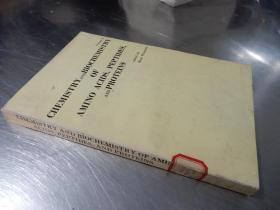 CHEMISTRY AND BIOCHEMISTRY
OF
AMINO ACIDS, PEPTIDES,
AND PROTEINS
CHEMISTRY AND BIOCHEMISTRY OF AMINO
ACIDS, PEPTIDES, AND PROTEINS